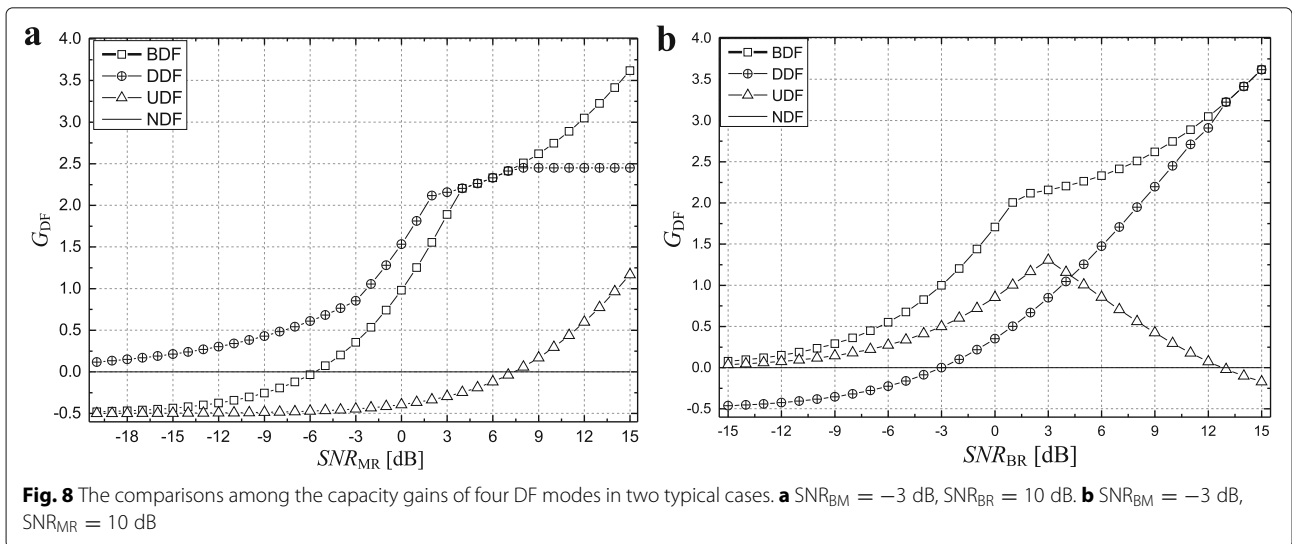 a
4.0
3.5
3.0
2.5
2.0
1.5
1.0
0.5
0.0
-0.5
G_DF
BDF
DDF
UDF
NDF
-18 -15 -12 -9 -6 -3 0 3 6 9 12 15
SNR_MR [dB]
b
4.0
3.5
3.0
2.5
2.0
1.5
1.0
0.5
0.0
-0.5
G_DF
BDF
DDF
UDF
NDF
-15 -12 -9 -6 -3 0 3 6 9 12 15
SNR_BR [dB]
Fig. 8 The comparisons among the capacity gains of four DF modes in two typical cases. a SNR_BM = −3 dB, SNR_BR = 10 dB. b SNR_BM = −3 dB,
SNR_MR = 10 dB